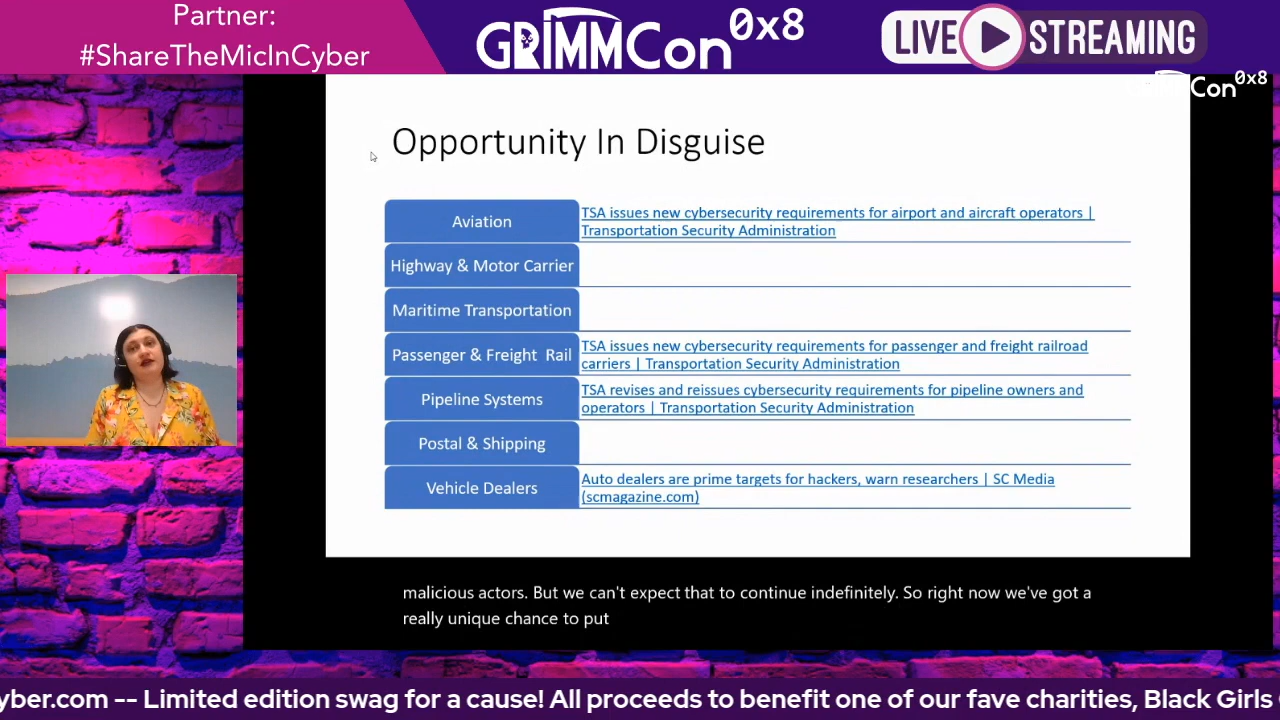 Partner:
#ShareTheMicInCyber
GRIMMCon 0x8
LIVE STREAMING
Con 0x8
Opportunity In Disguise
Aviation
TSA issues new cybersecurity requirements for airport and aircraft operators |
Transportation Security Administration
Highway & Motor Carrier
Maritime Transportation
Passenger & Freight Rail
TSA issues new cybersecurity requirements for passenger and freight railroad
carriers | Transportation Security Administration
Pipeline Systems
TSA revises and reissues cybersecurity requirements for pipeline owners and
operators | Transportation Security Administration
Postal & Shipping
Vehicle Dealers
Auto dealers are prime targets for hackers, warn researchers | SC Media
(scmagazine.com)
malicious actors. But we can't expect that to continue indefinitely. So right now we've got a
really unique chance to put
yber.com -- Limited edition swag for a cause! All proceeds to benefit one of our fave charities, Black Girls